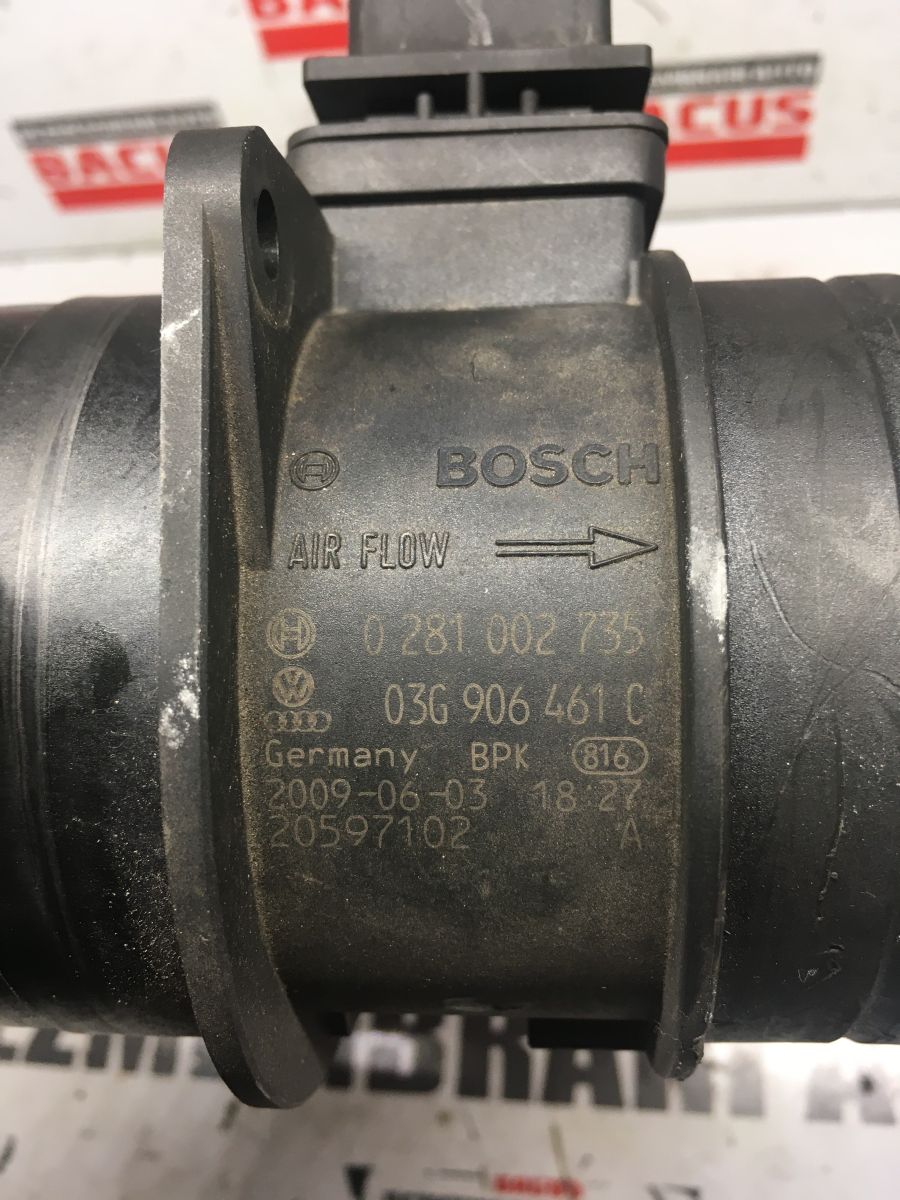 BACUS
BACUS
BOSCH
AIR FLOW
0 281 002 735
03G 906 461 C
Germany BPK 816
2009-06-03 18:27
20597102 A